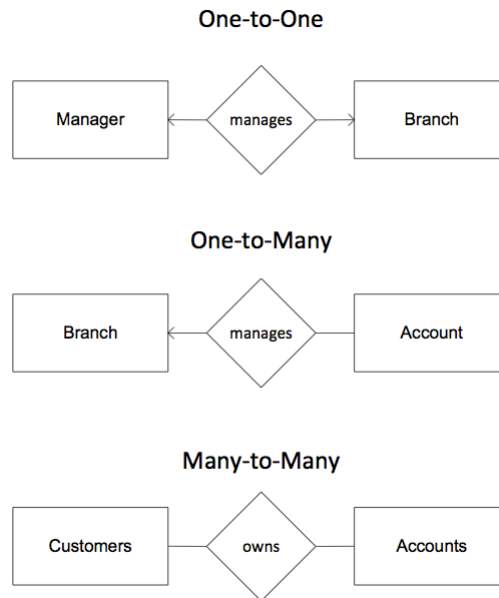 One-to-One
Manager
manages
Branch
One-to-Many
Branch
manages
Account
Many-to-Many
Customers
owns
Accounts